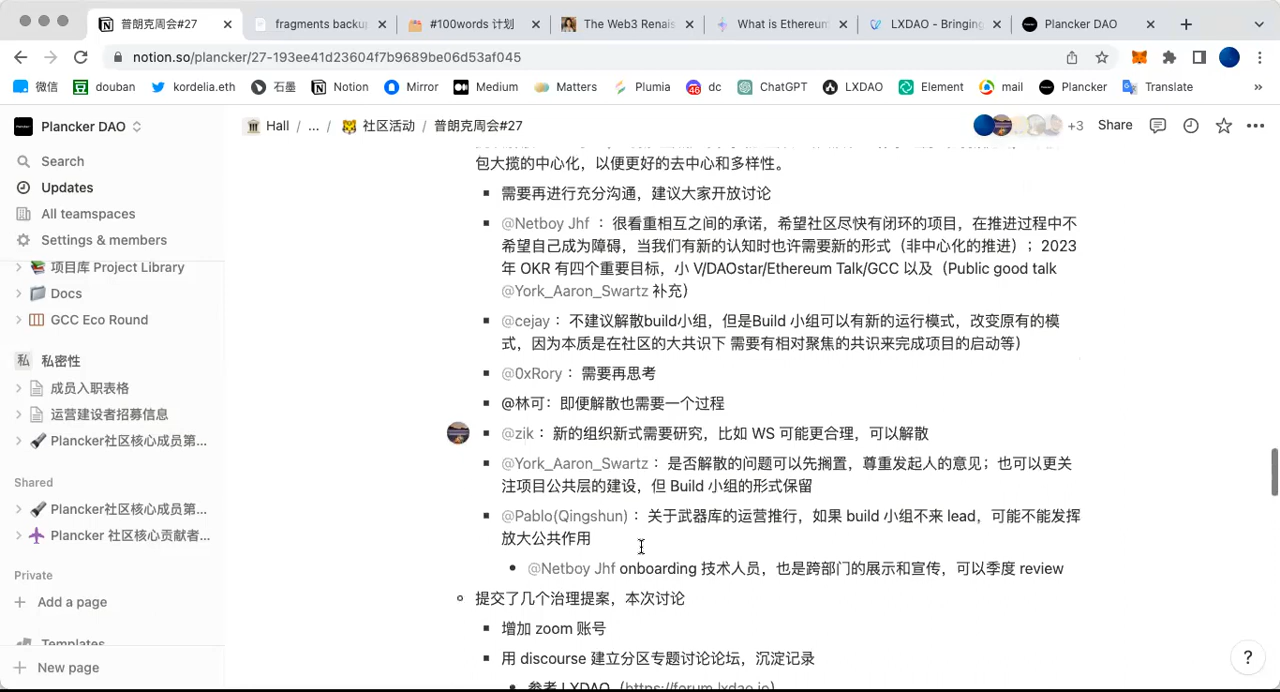 普朗克周会#27
fragments backu
#100words 计划
The Web3 Renais
What is Ethereum
LXDAO - Bringing
Plancker DAO
notion.so/plancker/27-193ee41d23604f7b9689be06d53af045
微信
douban
kordelia.eth
石墨
Notion
Mirror
Medium
Matters
Plumia
46
dc
ChatGPT
LXDAO
Element
mail
Plancker
Translate
»
Plancker DAO
Hall / ... / 社区活动 / 普朗克周会#27
+3
Share
Search
Updates
All teamspaces
Settings & members
项目库 Project Library
Docs
GCC Eco Round
私 私密性
成员入职表格
运营建设者招募信息
Plancker社区核心成员第...
Shared
Plancker社区核心成员第...
Plancker 社区核心贡献者...
Private
Add a page
Templates
New page
包大揽的中心化，以便更好的去中心和多样性。
需要再进行充分沟通，建议大家开放讨论
@Netboy Jhf ：很看重相互之间的承诺，希望社区尽快有闭环的项目，在推进过程中不
希望自己成为障碍，当我们有新的认知时也许需要新的形式（非中心化的推进）；2023
年 OKR 有四个重要目标，小 V/DAOstar/Ethereum Talk/GCC 以及（Public good talk
@York_Aaron_Swartz 补充）
@cejay ：不建议解散build小组，但是Build 小组可以有新的运行模式，改变原有的模
式，因为本质是在社区的大共识下 需要有相对聚焦的共识来完成项目的启动等）
@0xRory ：需要再思考
@林可：即便解散也需要一个过程
@zik ：新的组织新式需要研究，比如 WS 可能更合理，可以解散
@York_Aaron_Swartz ：是否解散的问题可以先搁置，尊重发起人的意见；也可以更关
注项目公共层的建设，但 Build 小组的形式保留
@Pablo(Qingshun) ：关于武器库的运营推行，如果 build 小组不来 lead，可能不能发挥
放大公共作用
@Netboy Jhf onboarding 技术人员，也是跨部门的展示和宣传，可以季度 review
提交了几个治理提案，本次讨论
增加 zoom 账号
用 discourse 建立分区专题讨论论坛，沉淀记录
参考 LXDAO（https://forum.lxdao.io）
?